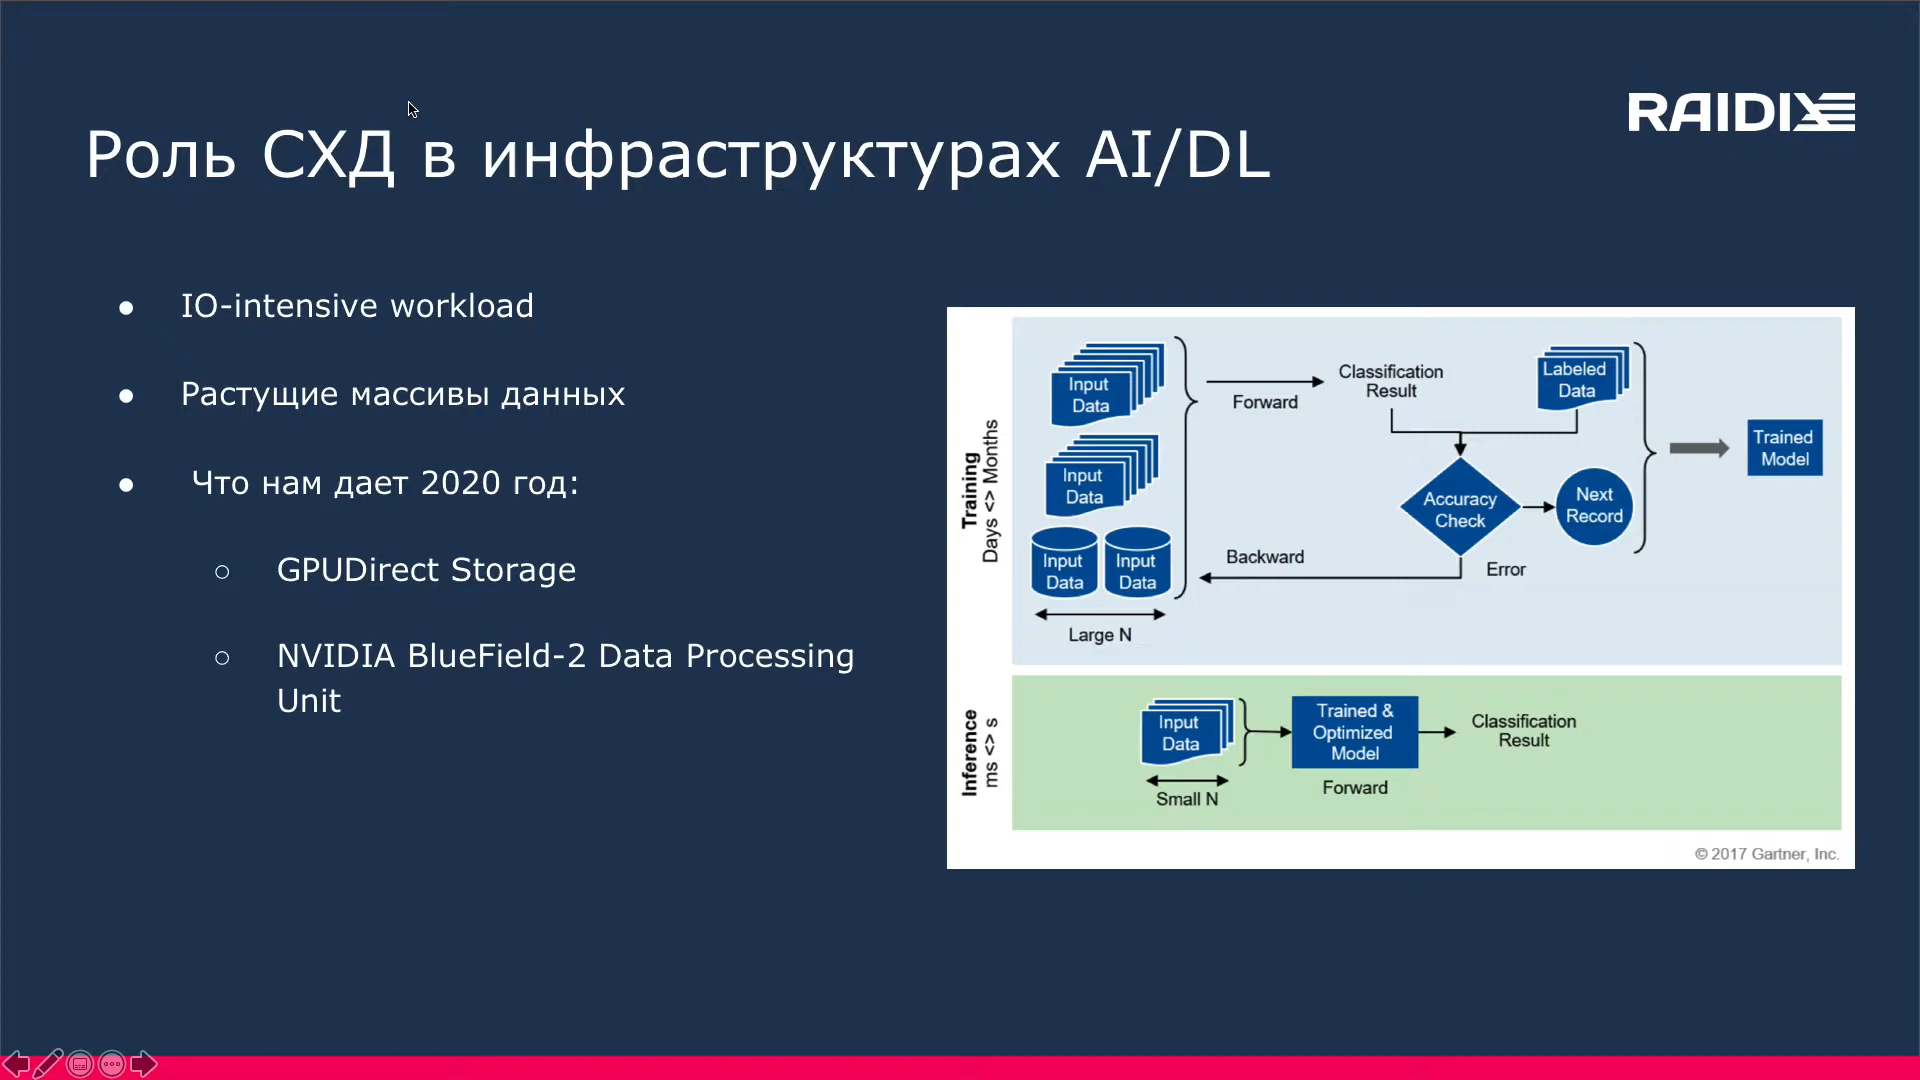 RAIDIX
Роль СХД в инфраструктурах AI/DL
IO-intensive workload
Растущие массивы данных
Что нам дает 2020 год:
GPUDirect Storage
NVIDIA BlueField-2 Data Processing
Unit
Training
Days <> Months
Input
Data
Input
Data
Input
Data
Input
Data
Large N
Forward
Classification
Result
Labeled
Data
Accuracy
Check
Next
Record
Backward
Error
Trained
Model
Inference
ms <> s
Input
Data
Small N
Trained &
Optimized
Model
Forward
Classification
Result
© 2017 Gartner, Inc.